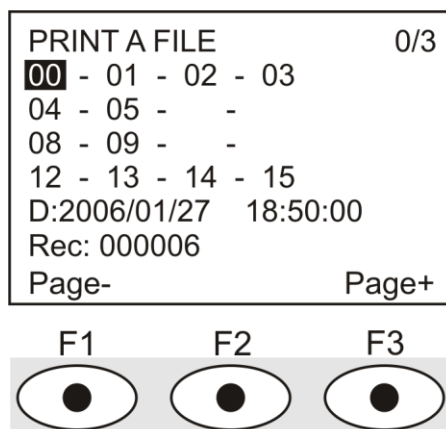 PRINT A FILE 0/3
00 - 01 - 02 - 03
04 - 05 - -
08 - 09 - -
12 - 13 - 14 - 15
D:2006/01/27 18:50:00
Rec: 000006
Page- Page+
F1 F2 F3